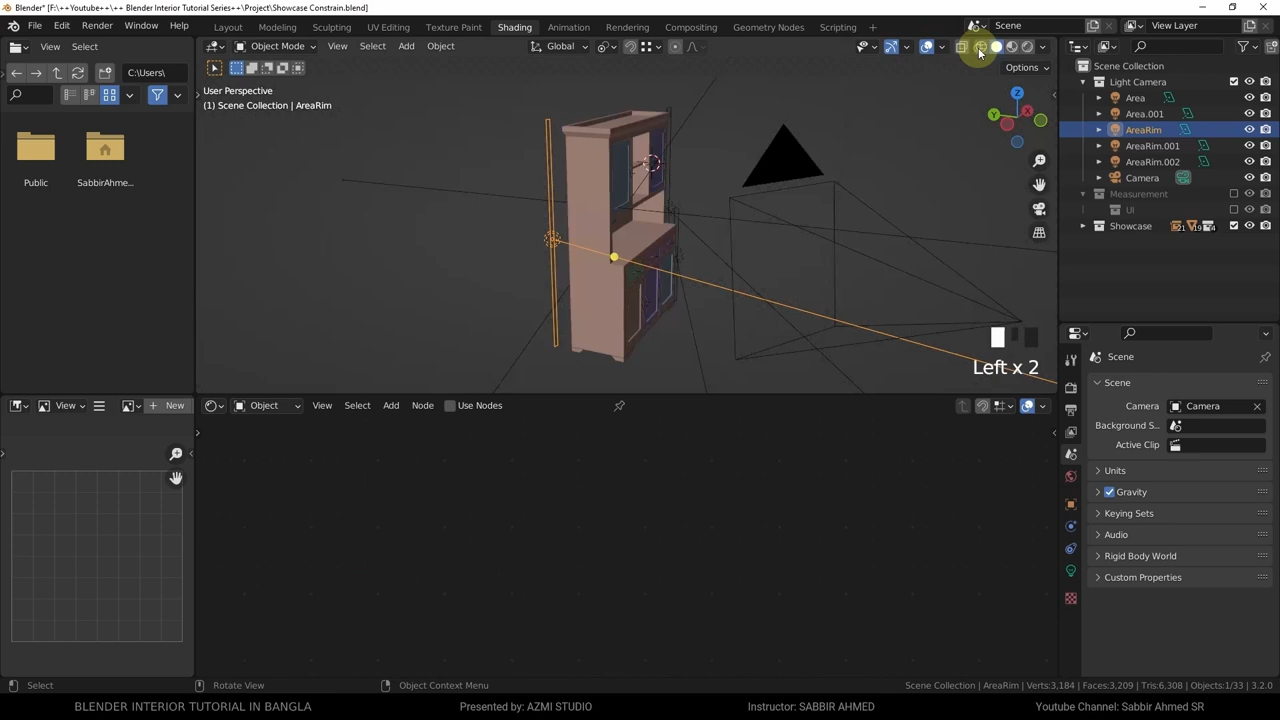 Blender* [F:\++Youtube++\++ Blender Interior Tutorial Series++\Project\Showcase Constrain.blend]
File Edit Render Window Help Layout Modeling Sculpting UV Editing Texture Paint Shading Animation Rendering Compositing Geometry Nodes Scripting + Scene View Layer
View Select Object Mode View Select Add Object Global
C:\Users\ Options
User Perspective
(1) Scene Collection | AreaRim
Public SabbirAhme..
Z
X
Y
Scene Collection
Light Camera
Area
Area.001
AreaRim
AreaRim.001
AreaRim.002
Camera
Measurement
UI
Showcase 21 19 4
Left x 2
View + New Object View Select Add Node Use Nodes
Scene
Scene
Camera Camera
Background S...
Active Clip
Units
Gravity
Keying Sets
Audio
Rigid Body World
Custom Properties
Select Rotate View Object Context Menu Scene Collection | AreaRim | Verts:3,184 | Faces:3,209 | Tris:6,308 | Objects:1/33 | 3.2.0
BLENDER INTERIOR TUTORIAL IN BANGLA Presented by: AZMI STUDIO Instructor: SABBIR AHMED Youtube Channel: Sabbir Ahmed SR